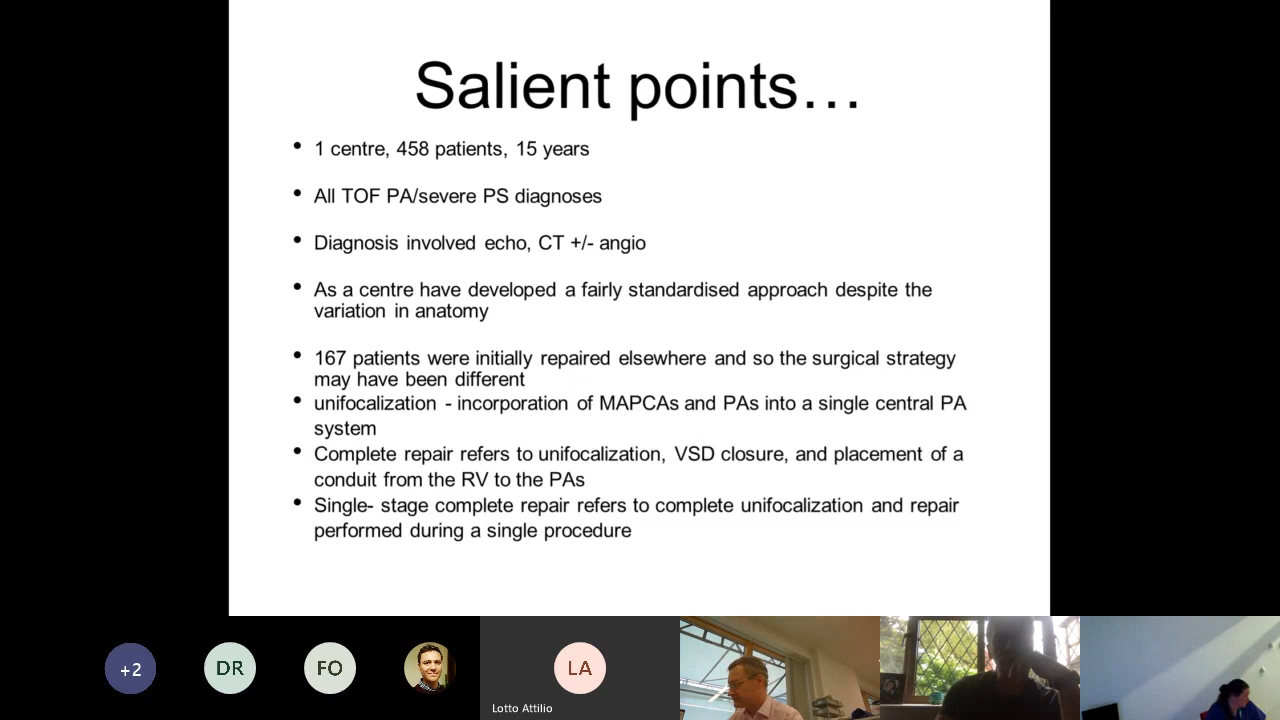 Salient points…
• 1 centre, 458 patients, 15 years
• All TOF PA/severe PS diagnoses
• Diagnosis involved echo, CT +/- angio
• As a centre have developed a fairly standardised approach despite the
variation in anatomy
• 167 patients were initially repaired elsewhere and so the surgical strategy
may have been different
• unifocalization - incorporation of MAPCAs and PAs into a single central PA
system
• Complete repair refers to unifocalization, VSD closure, and placement of a
conduit from the RV to the PAs
• Single- stage complete repair refers to complete unifocalization and repair
performed during a single procedure
+2
DR
FO
LA
Lotto Attilio